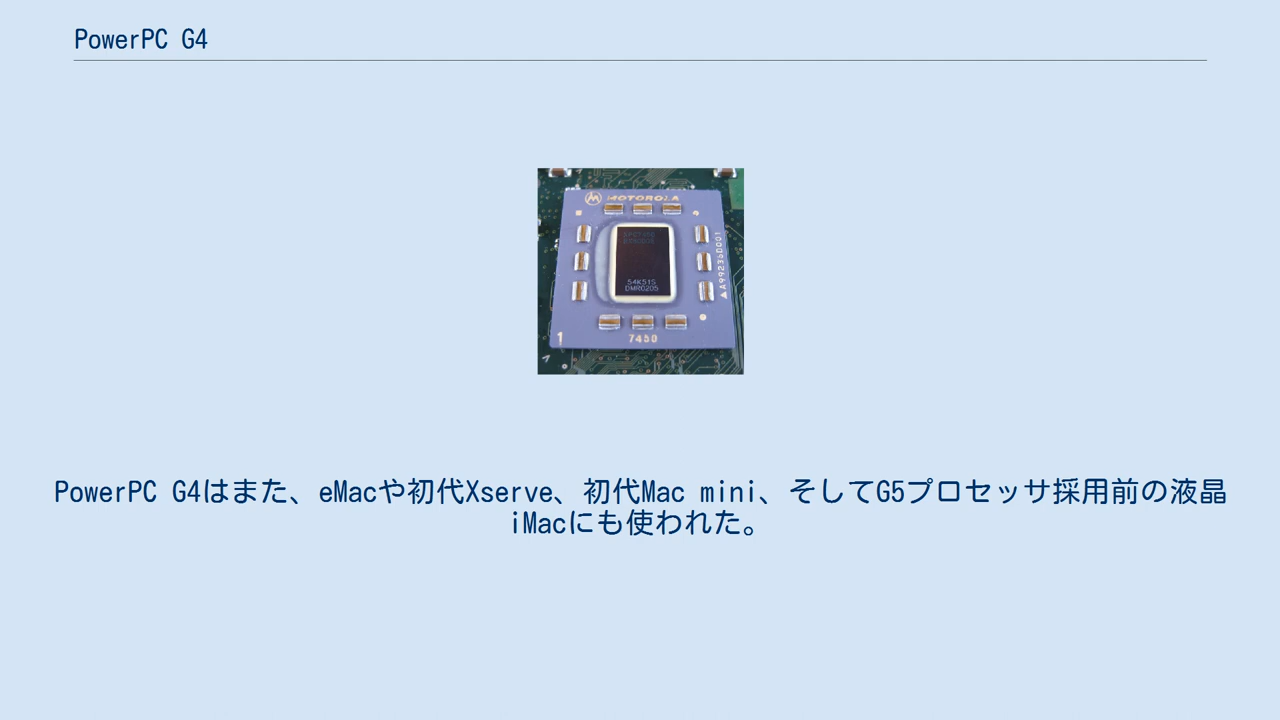 PowerPC G4
MOTOROLA
A99236D001
54K51S
DMR0205
1
7450
PowerPC G4はまた、eMacや初代Xserve、初代Mac mini、そしてG5プロセッサ採用前の液晶
iMacにも使われた。